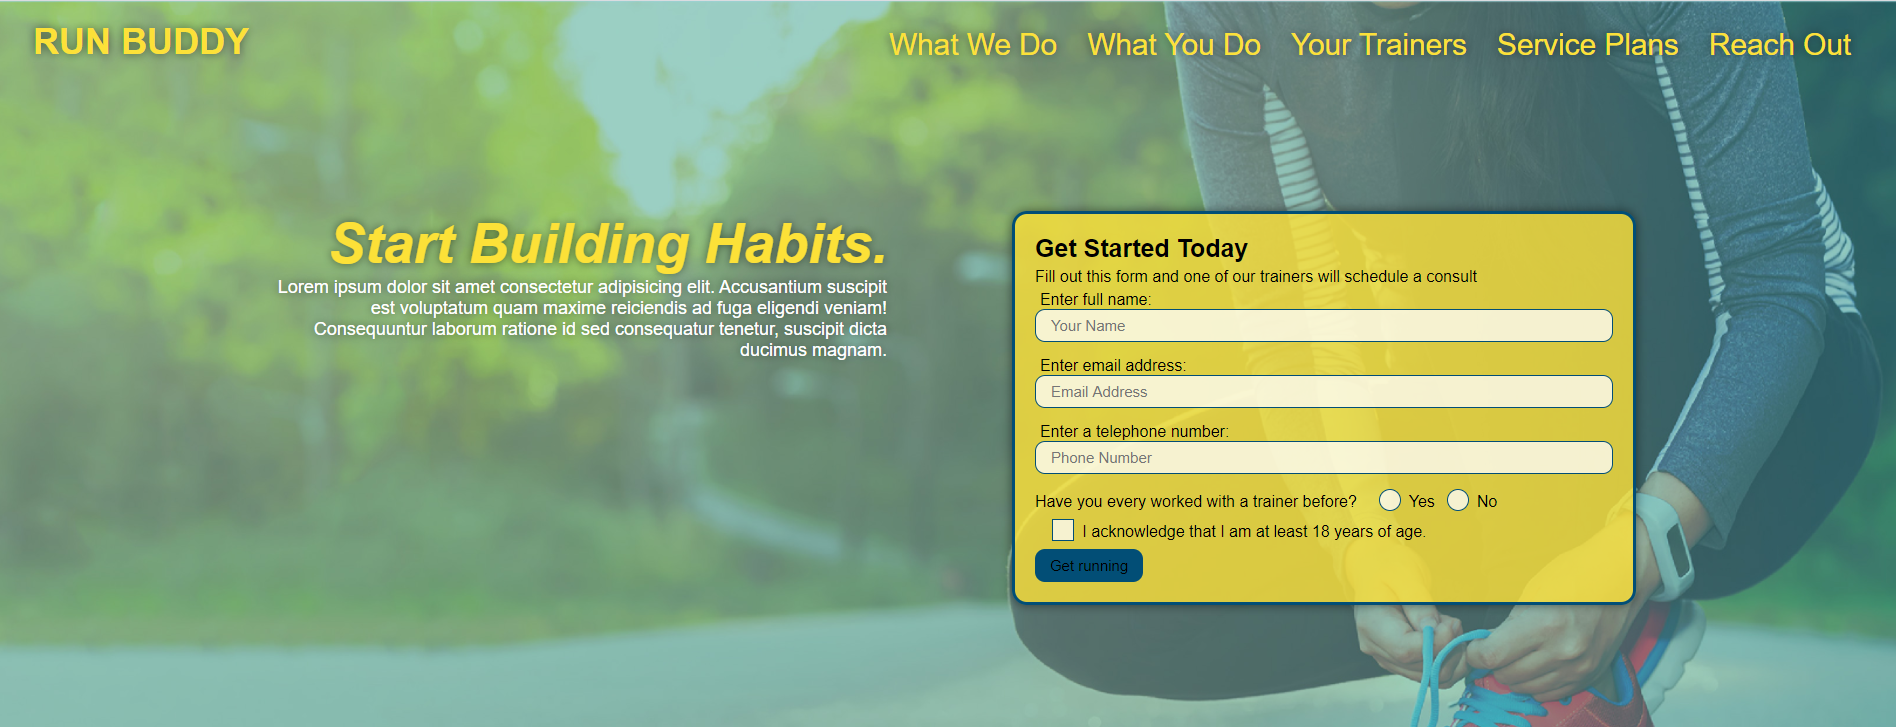 RUN BUDDY
What We Do What You Do Your Trainers Service Plans Reach Out
Start Building Habits.
Lorem ipsum dolor sit amet consectetur adipisicing elit. Accusantium suscipit
est voluptatum quam maxime reiciendis ad fuga eligendi veniam!
Consequuntur laborum ratione id sed consequatur tenetur, suscipit dicta
ducimus magnam.
Get Started Today
Fill out this form and one of our trainers will schedule a consult
Enter full name:
Your Name
Enter email address:
Email Address
Enter a telephone number:
Phone Number
Have you every worked with a trainer before? Yes No
I acknowledge that I am at least 18 years of age.
Get running